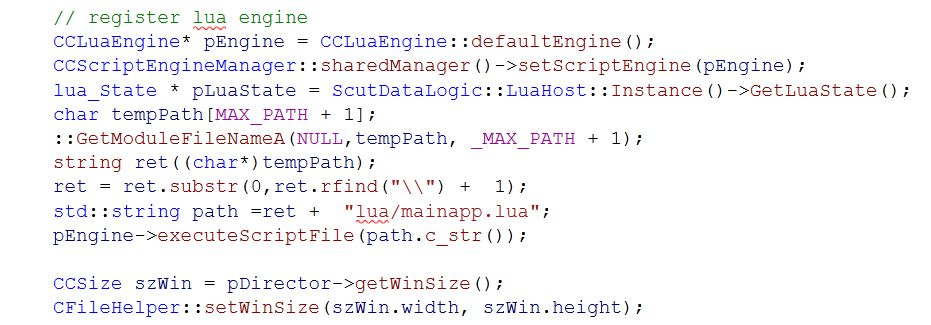 // register lua engine
CCLuaEngine* pEngine = CCLuaEngine::defaultEngine();
CCScriptEngineManager::sharedManager()->setScriptEngine(pEngine);
lua_State * pLuaState = ScutDataLogic::LuaHost::Instance()->GetLuaState();
char tempPath[MAX_PATH + 1];
::GetModuleFileNameA(NULL,tempPath, _MAX_PATH + 1);
string ret((char*)tempPath);
ret = ret.substr(0,ret.rfind("\\") +  1);
std::string path =ret +  "lua/mainapp.lua";
pEngine->executeScriptFile(path.c_str());
CCSize szWin = pDirector->getWinSize();
CFileHelper::setWinSize(szWin.width, szWin.height);